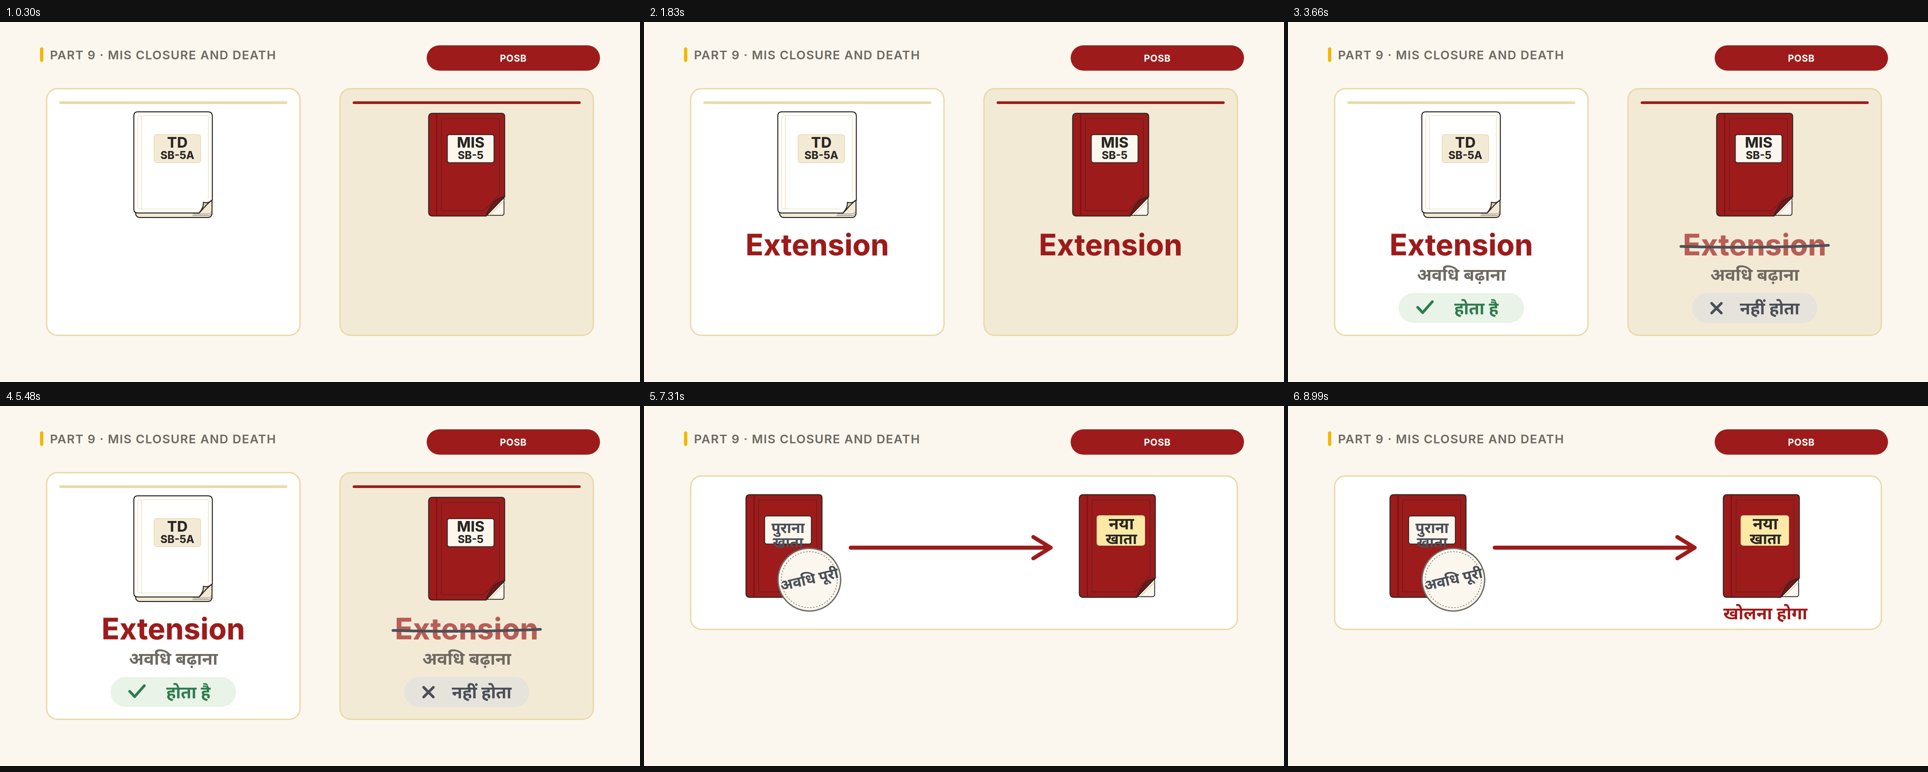 1. 0.30s
PART 9 · MIS CLOSURE AND DEATH
POSB
TD
SB-5A
MIS
SB-5
2. 1.83s
PART 9 · MIS CLOSURE AND DEATH
POSB
TD
SB-5A
MIS
SB-5
Extension
Extension
3. 3.66s
PART 9 · MIS CLOSURE AND DEATH
POSB
TD
SB-5A
MIS
SB-5
Extension
Extension
अवधि बढ़ाना
अवधि बढ़ाना
होता है
नहीं होता
4. 5.48s
PART 9 · MIS CLOSURE AND DEATH
POSB
TD
SB-5A
MIS
SB-5
Extension
Extension
अवधि बढ़ाना
अवधि बढ़ाना
होता है
नहीं होता
5. 7.31s
PART 9 · MIS CLOSURE AND DEATH
POSB
पुराना
खाता
अवधि पूरी
नया
खाता
6. 8.99s
PART 9 · MIS CLOSURE AND DEATH
POSB
पुराना
खाता
अवधि पूरी
नया
खाता
खोलना होगा